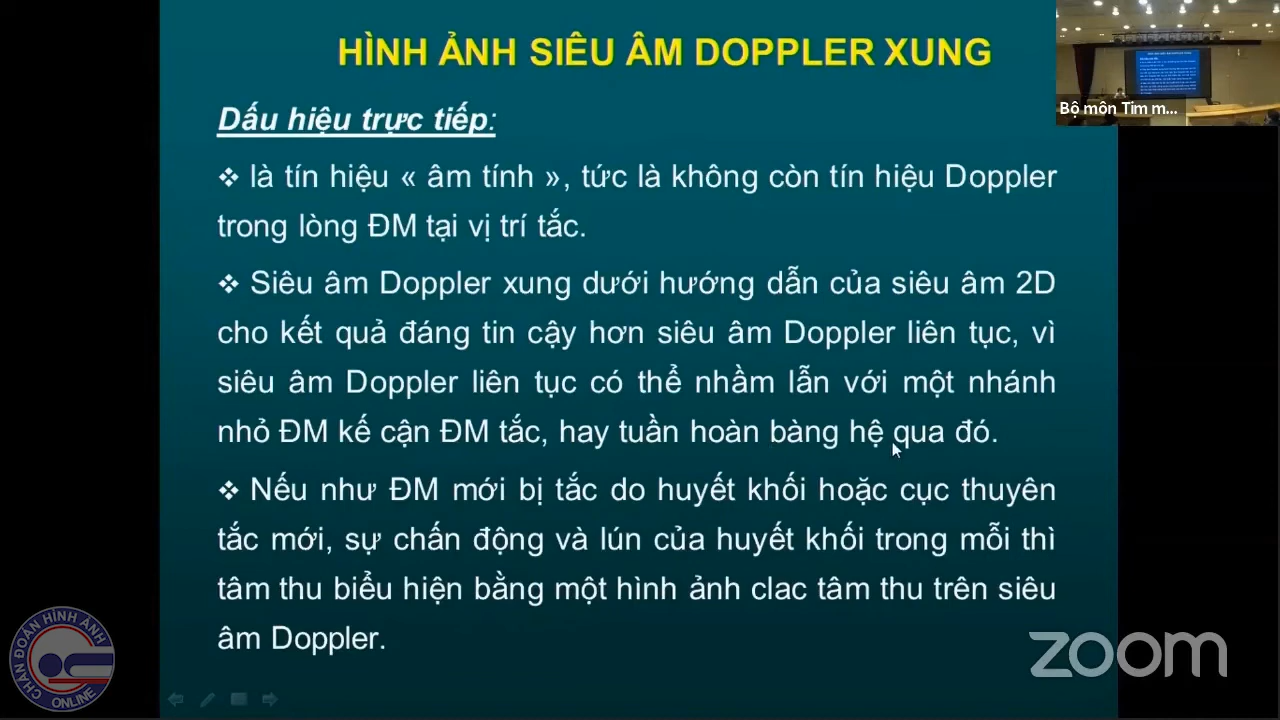 HÌNH ẢNH SIÊU ÂM DOPPLER XUNG
Bộ môn Tim m...
Dấu hiệu trực tiếp:
❖ là tín hiệu « âm tính », tức là không còn tín hiệu Doppler
trong lòng ĐM tại vị trí tắc.
❖ Siêu âm Doppler xung dưới hướng dẫn của siêu âm 2D
cho kết quả đáng tin cậy hơn siêu âm Doppler liên tục, vì
siêu âm Doppler liên tục có thể nhầm lẫn với một nhánh
nhỏ ĐM kế cận ĐM tắc, hay tuần hoàn bàng hệ qua đó.
❖ Nếu như ĐM mới bị tắc do huyết khối hoặc cục thuyên
tắc mới, sự chấn động và lún của huyết khối trong mỗi thì
tâm thu biểu hiện bằng một hình ảnh clac tâm thu trên siêu
âm Doppler.
CHẨN ĐOÁN HÌNH ẢNH
ONLINE
zoom